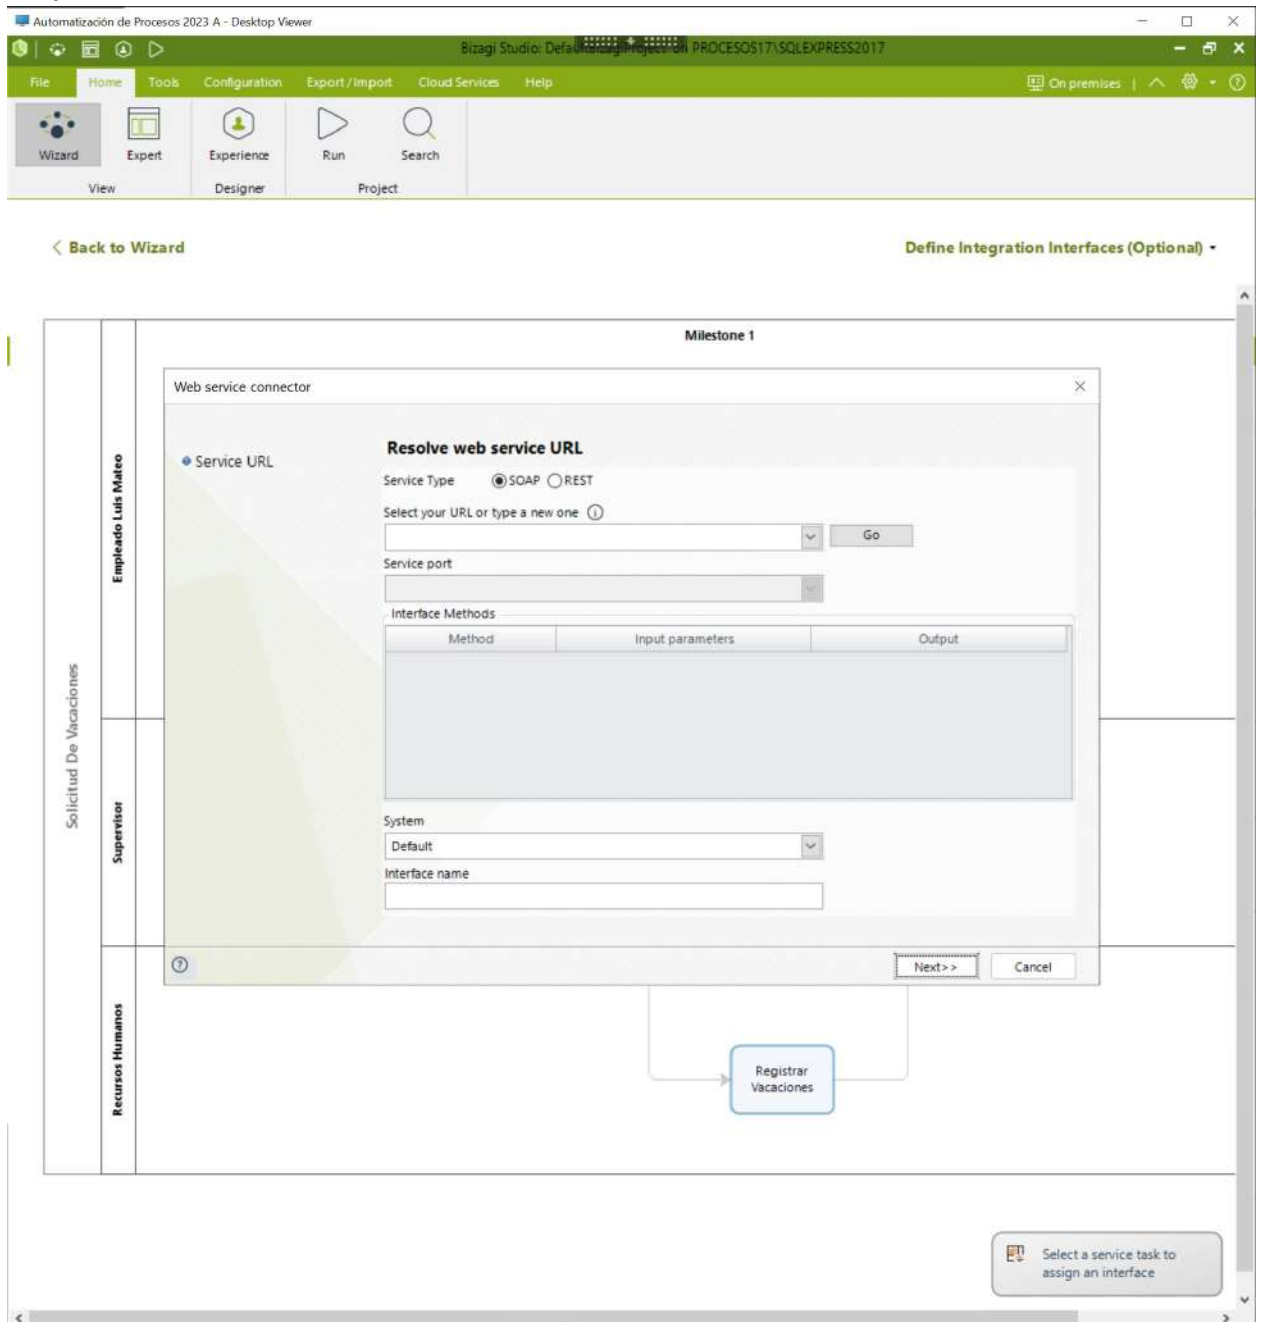 Automatización de Procesos 2023 A - Desktop Viewer
Bizagi Studio: PROCESOS17\SQLEXPRESS2017
File Home Tools Configuration Export / Import Cloud Services Help
On premises
Wizard Expert Experience Run Search
View Designer Project
Back to Wizard
Define Integration Interfaces (Optional)
Milestone 1
Solicitud De Vacaciones
Empleado Luis Mateo
Supervisor
Recursos Humanos
Web service connector
Service URL
Resolve web service URL
Service Type SOAP REST
Select your URL or type a new one
Go
Service port
Interface Methods
Method Input parameters Output
System
Default
Interface name
Next>> Cancel
Registrar
Vacaciones
Select a service task to
assign an interface